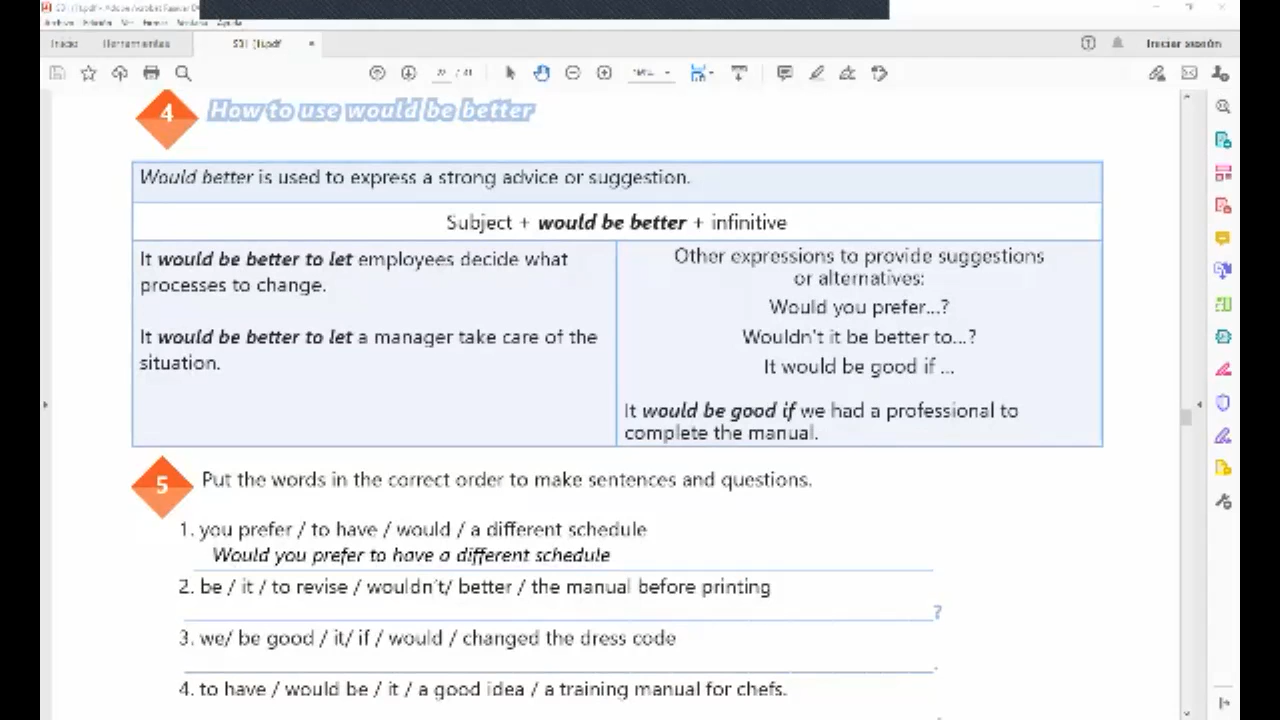 Inicio Herramientas S31 (1).pdf Iniciar sesión
4 How to use would be better
Would better is used to express a strong advice or suggestion.
Subject + would be better + infinitive
It would be better to let employees decide what
processes to change.
It would be better to let a manager take care of the
situation.
Other expressions to provide suggestions
or alternatives:
Would you prefer...?
Wouldn't it be better to...?
It would be good if ...
It would be good if we had a professional to
complete the manual.
5 Put the words in the correct order to make sentences and questions.
1. you prefer / to have / would / a different schedule
Would you prefer to have a different schedule
2. be / it / to revise / wouldn't/ better / the manual before printing
?
3. we/ be good / it/ if / would / changed the dress code
.
4. to have / would be / it / a good idea / a training manual for chefs.